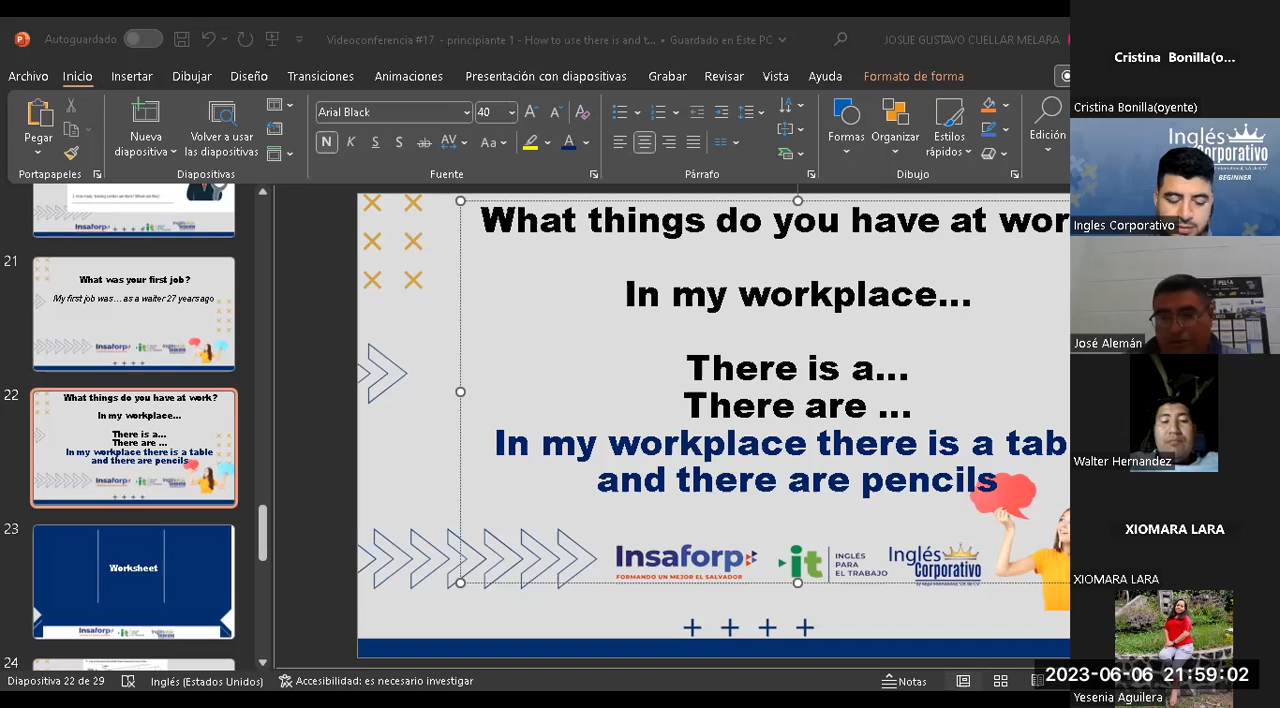 Autoguardado
Videoconferencia #17 - principiante 1 - How to use there is and t... • Guardado en Este PC
JOSUE GUSTAVO CUELLAR MELARA
Archivo Inicio Insertar Dibujar Diseño Transiciones Animaciones Presentación con diapositivas Grabar Revisar Vista Ayuda Formato de forma
Pegar
Portapapeles
Nueva diapositiva
Volver a usar las diapositivas
Diapositivas
Arial Black 40
N K S S ab AV Aa
Fuente
Párrafo
Formas
Organizar
Estilos rápidos
Dibujo
Edición
21
What was your first job?
My first job was... as a waiter 27 years ago
Insaforp it
22
What things do you have at work?
In my workplace...
There is a...
There are ...
In my workplace there is a table
and there are pencils
Insaforp it
23
Worksheet
Insaforp it
24
What things do you have at wor
In my workplace...
There is a...
There are ...
In my workplace there is a tab
and there are pencils
Insaforp
FORMANDO UN MEJOR EL SALVADOR
it
INGLÉS
PARA
EL TRABAJO
Inglés
Corporativo
Diapositiva 22 de 29
Inglés (Estados Unidos)
Accesibilidad: es necesario investigar
Notas
Cristina Bonilla(o...
Cristina Bonilla(oyente)
Inglés
Corporativo
BEGINNER
Ingles Corporativo
José Alemán
Walter Hernandez
XIOMARA LARA
XIOMARA LARA
2023-06-06 21:59:02
Yesenia Aguilera